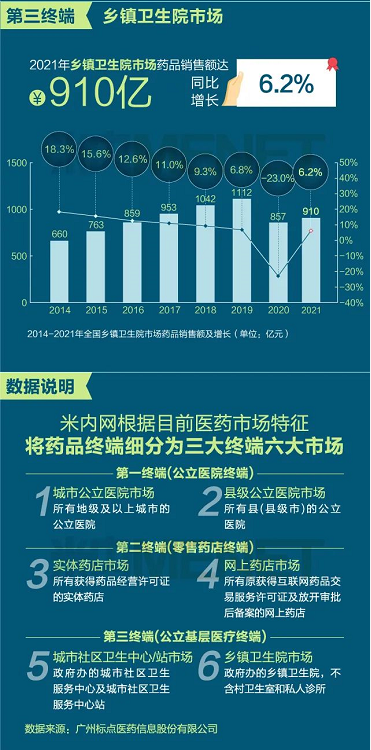 第三终端 乡镇卫生院市场
2021年乡镇卫生院市场药品销售额达
¥910亿
同比
增长
6.2%
18.3% 15.6% 12.6% 11.0% 9.3% 6.8% -23.0% 6.2%
1500 50%
40%
30%
1000 20%
10%
0%
500 -10%
-20%
-30%
0 -40%
660 763 859 953 1042 1112 857 910
2014 2015 2016 2017 2018 2019 2020 2021
2014-2021年全国乡镇卫生院市场药品销售额及增长（单位：亿元）
数据说明
米内网根据目前医药市场特征
将药品终端细分为三大终端六大市场
第一终端(公立医院终端)
1 城市公立医院市场
所有地级及以上城市的
公立医院
2 县级公立医院市场
所有县(县级市)的公立
医院
第二终端(零售药店终端)
3 实体药店市场
所有获得药品经营许可证
的实体药店
4 网上药店市场
所有原获得互联网药品交
易服务许可证及放开审批
后备案的网上药店
第三终端(公立基层医疗终端)
5 城市社区卫生中心/站市场
政府办的城市社区卫生
服务中心及城市社区卫生
服务中心站
6 乡镇卫生院市场
政府办的乡镇卫生院，不
含村卫生室和私人诊所
数据来源：广州标点医药信息股份有限公司